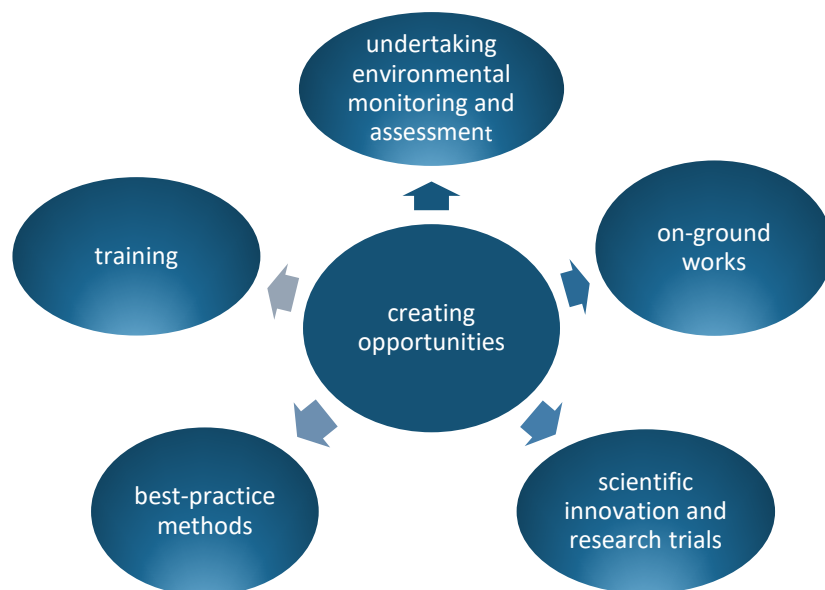 undertaking
environmental
monitoring and
assessment
on-ground
works
training
creating
opportunities
best-practice
methods
scientific
innovation and
research trials